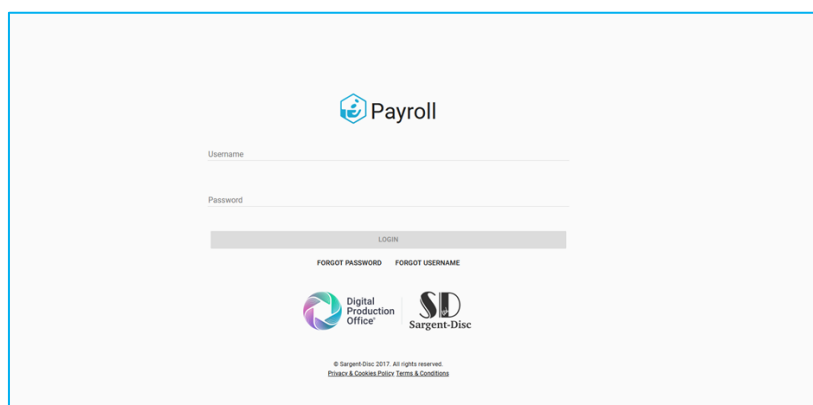 Payroll
Username
Password
LOGIN
FORGOT PASSWORD FORGOT USERNAME
Digital
Production
Office®
SD
Sargent-Disc
© Sargent-Disc 2017. All rights reserved.
Privacy & Cookies Policy Terms & Conditions